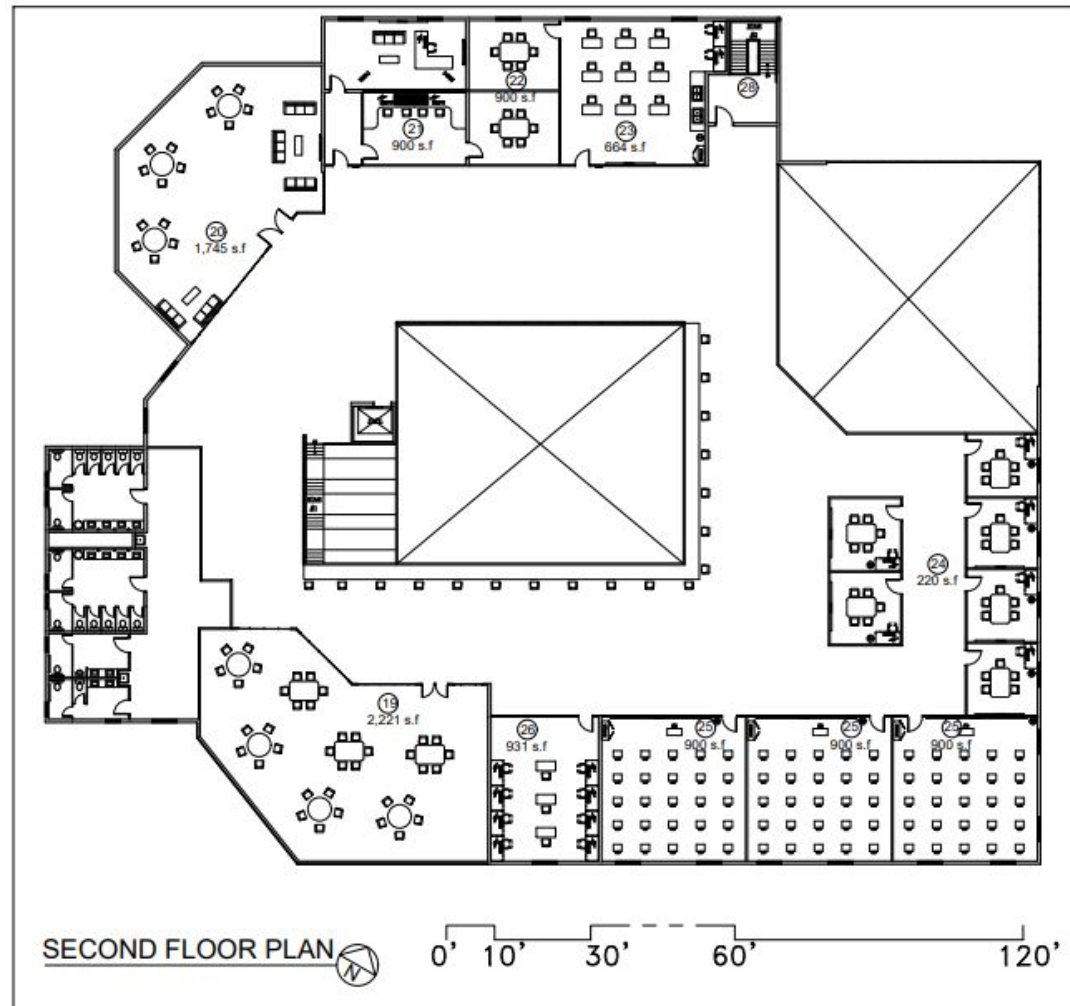 22
900 s.f
28
21
900 s.f
23
664 s.f
20
1,745 s.f
24
220 s.f
19
2,221 s.f
26
931 s.f
25
900 s.f
25
900 s.f
25
900 s.f
SECOND FLOOR PLAN
N
0' 10' 30' 60' 120'